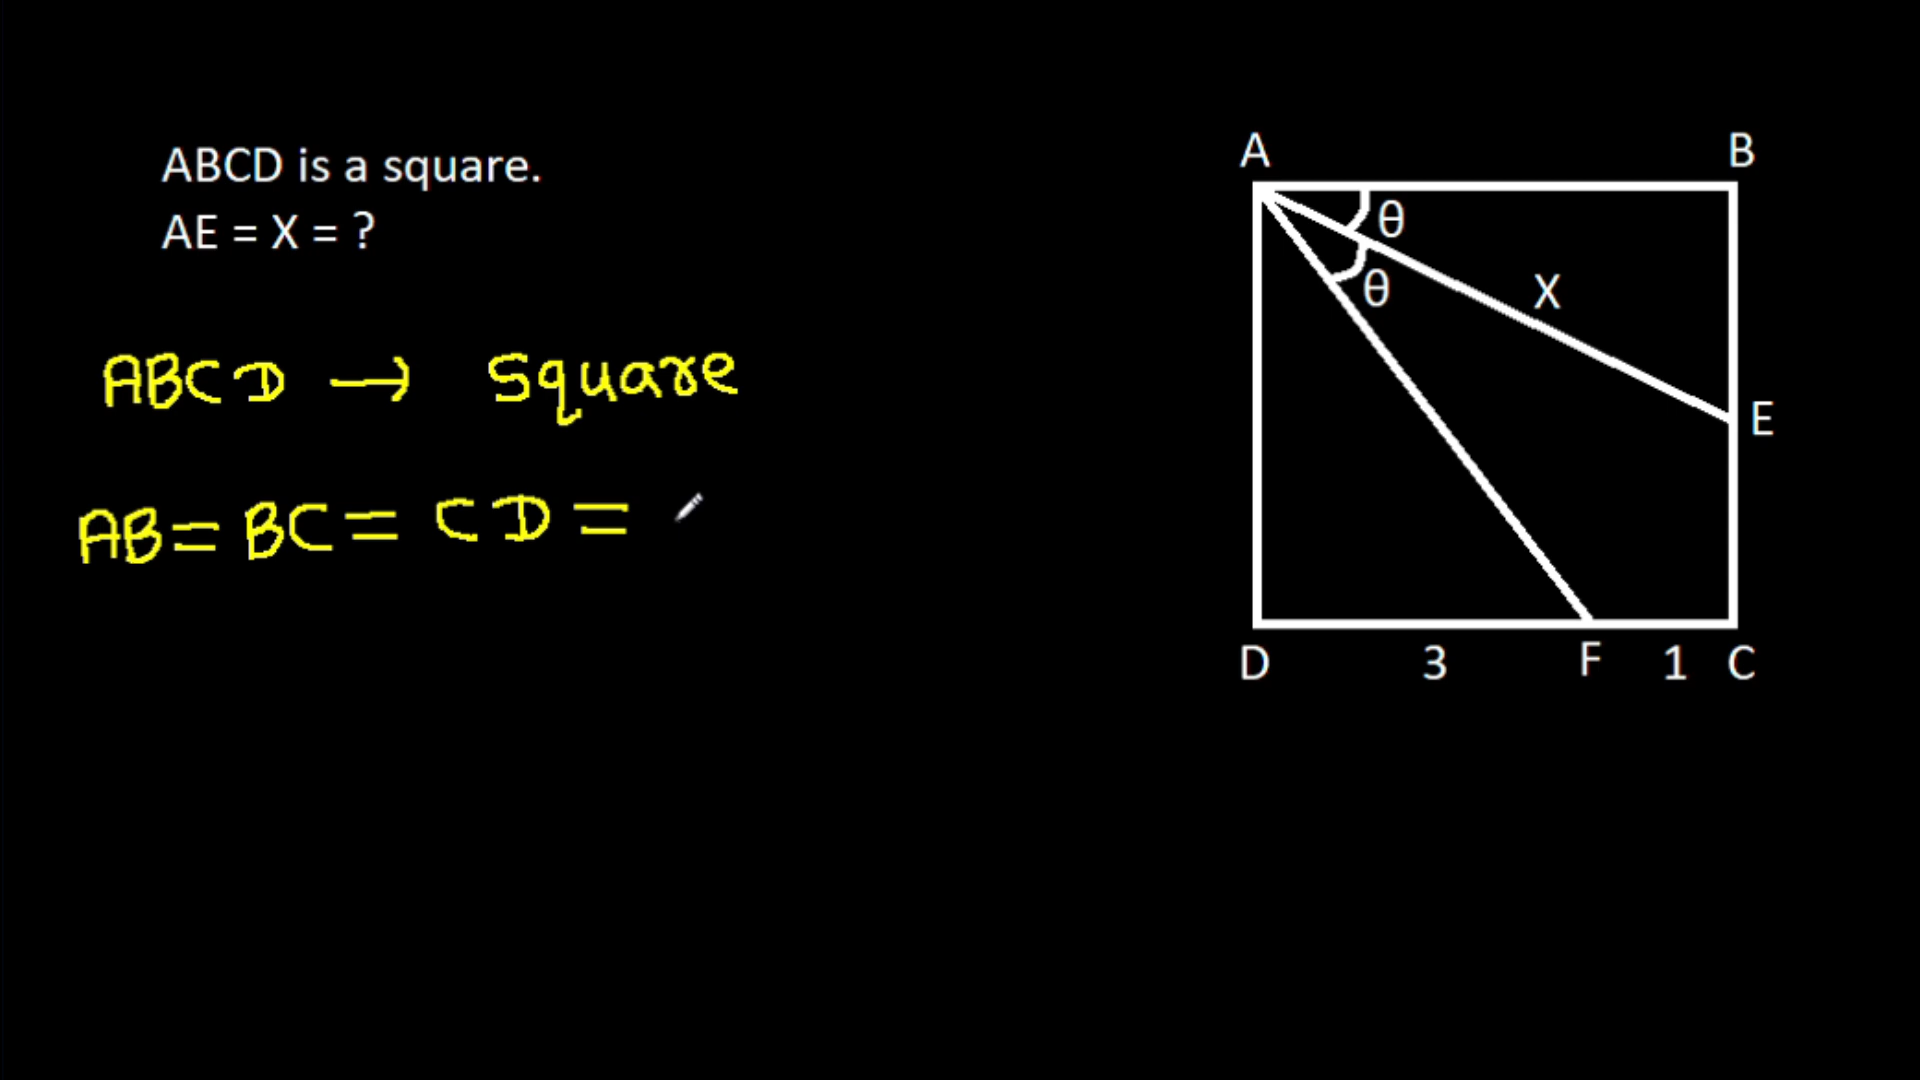 ABCD is a square.
AE = X = ?
ABCD → Square
AB = BC = CD =
A B
θ
θ
X
E
D 3 F 1 C